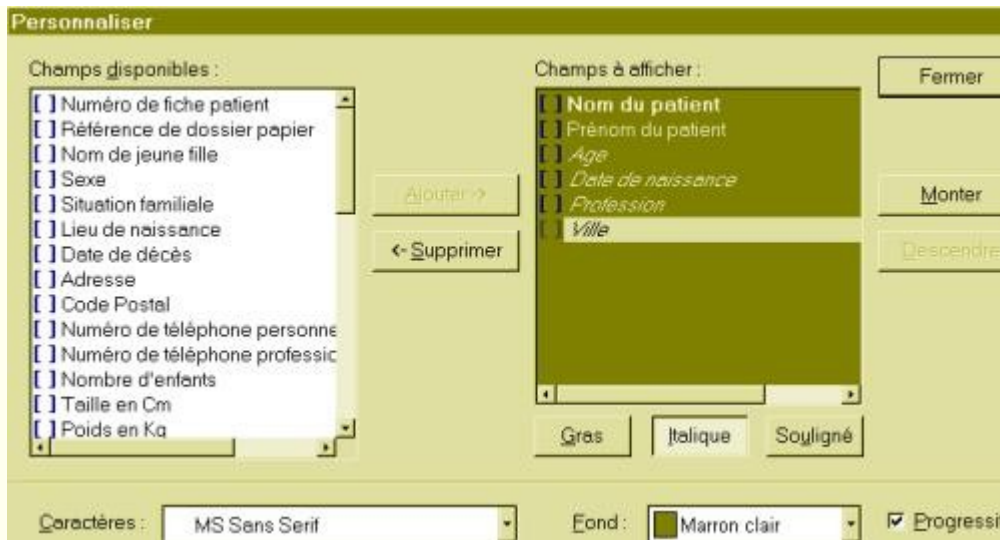 Personnaliser
Champs disponibles :
[ ] Numéro de fiche patient
[ ] Référence de dossier papier
[ ] Nom de jeune fille
[ ] Sexe
[ ] Situation familiale
[ ] Lieu de naissance
[ ] Date de décès
[ ] Adresse
[ ] Code Postal
[ ] Numéro de téléphone personne
[ ] Numéro de téléphone professic
[ ] Nombre d'enfants
[ ] Taille en Cm
[ ] Poids en Kg
Ajouter ->
<- Supprimer
Champs à afficher :
[ ] Nom du patient
[ ] Prénom du patient
[ ] Age
[ ] Date de naissance
[ ] Profession
[ ] Ville
Gras
Italique
Souligné
Fermer
Monter
Descendre
Caractères :
MS Sans Serif
Fond :
Marron clair
Progressif